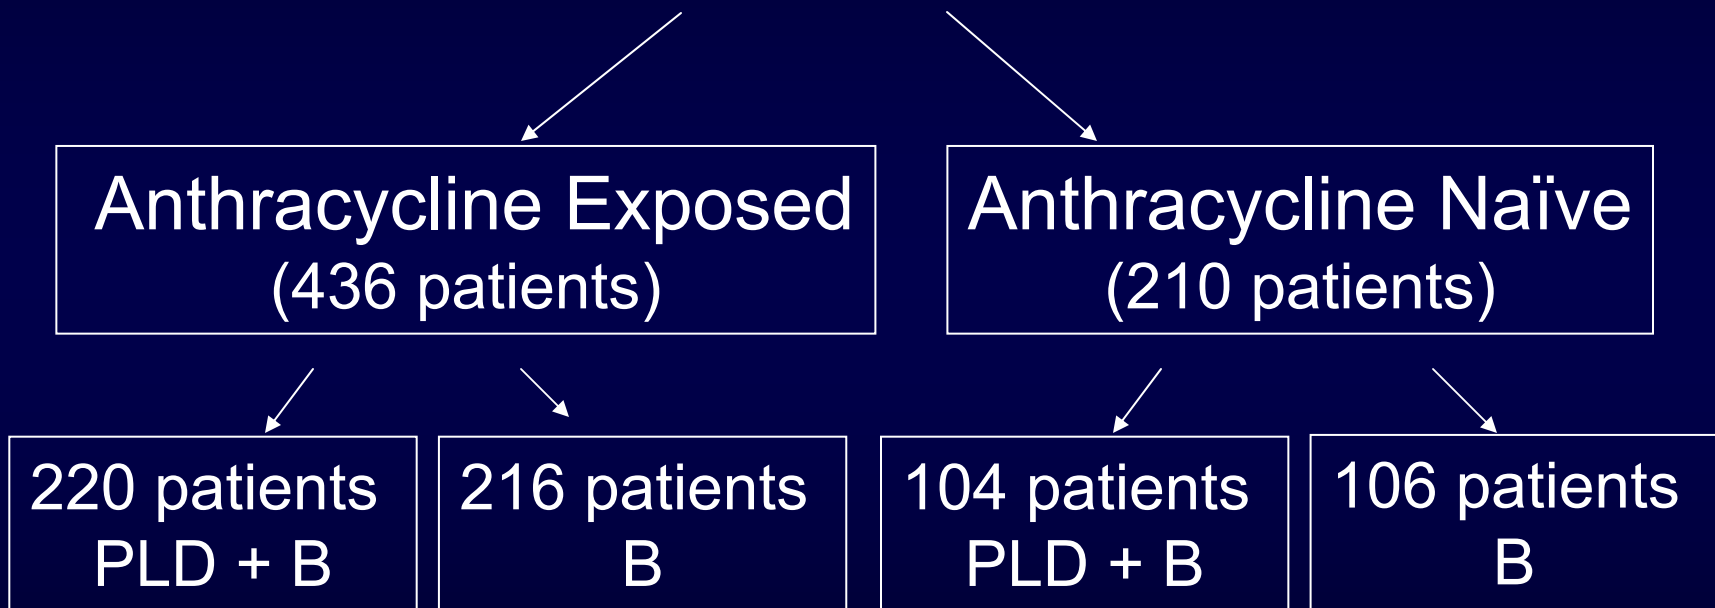 Anthracycline Exposed
(436 patients)
Anthracycline Naïve
(210 patients)
220 patients
PLD + B
216 patients
B
104 patients
PLD + B
106 patients
B